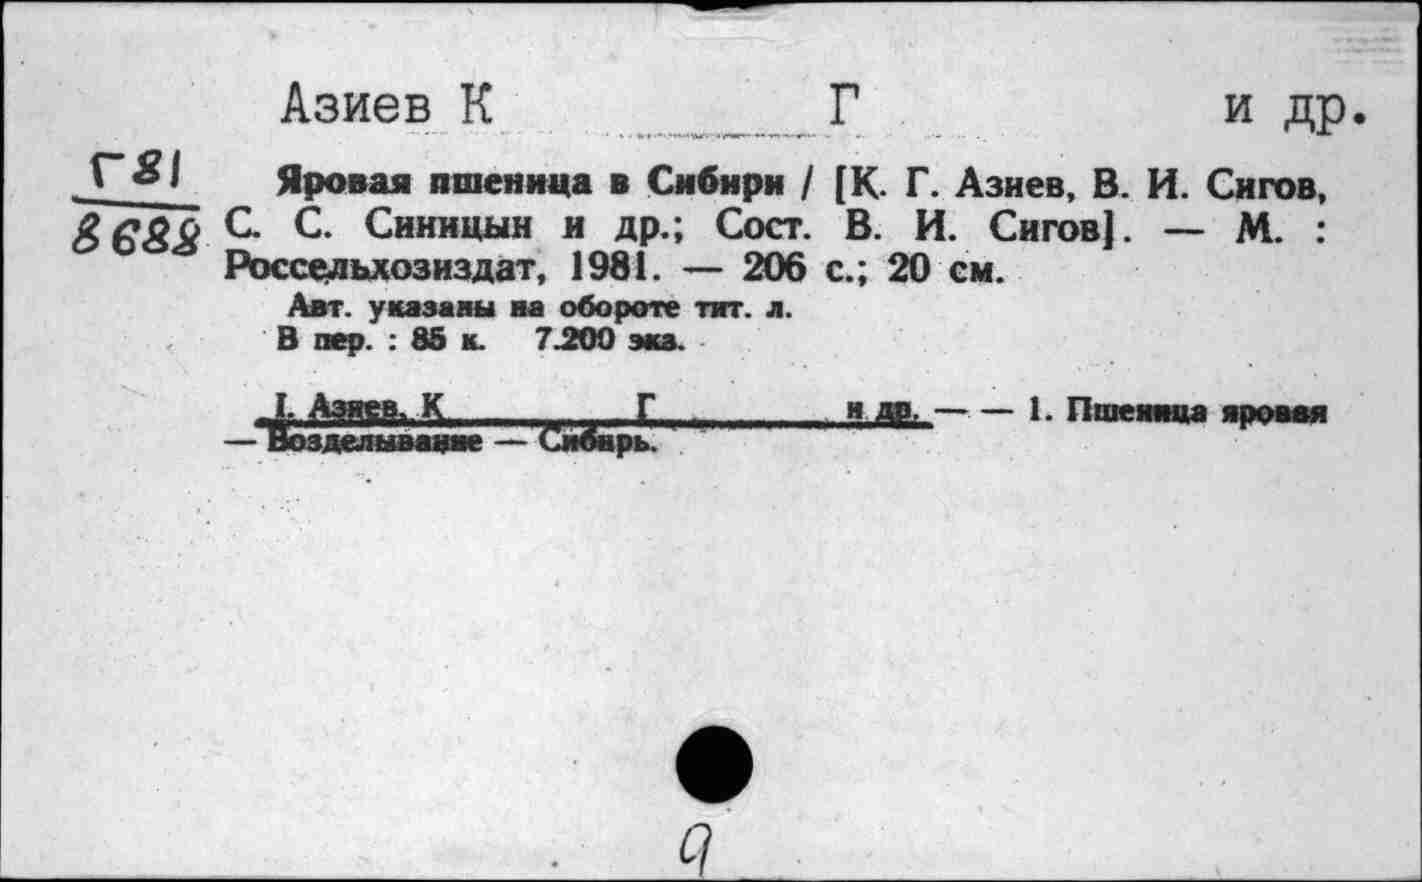 Азиев К Г и др.
Г81
8688
Яровая пшеница в Сибири / [К. Г. Азиев, В. И. Сигов,
С. С. Синицын и др.; Сост. В. И. Сигов]. — М. :
Россельхозиздат, 1981. — 206 с.; 20 см.
Авт. указаны на обороте тит. л.
В пер. : 85 к. 7.200 экз.
I. Азиев, К Г и др. — — 1. Пшеница яровая
— Возделывание — Сибирь.
9